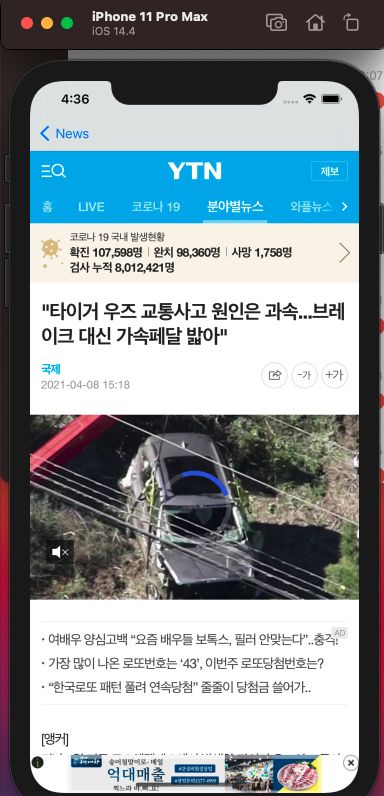 iPhone 11 Pro Max
iOS 14.4
4:36
News
YTN
제보
홈 LIVE 코로나 19 분야별뉴스 와플뉴스
코로나 19 국내 발생현황
확진 107,598명 완치 98,360명 사망 1,758명
검사 누적 8,012,421명
"타이거 우즈 교통사고 원인은 과속...브레
이크 대신 가속페달 밟아"
국제
2021-04-08 15:18
-가 +가
AD
· 여배우 양심고백 “요즘 배우들 보톡스, 필러 안맞는다”..충격!
· 가장 많이 나온 로또번호는 ‘43’, 이번주 로또당첨번호는?
· “한국로또 패턴 풀려 연속당첨” 줄줄이 당첨금 쓸어가..
[앵커]
억대매출